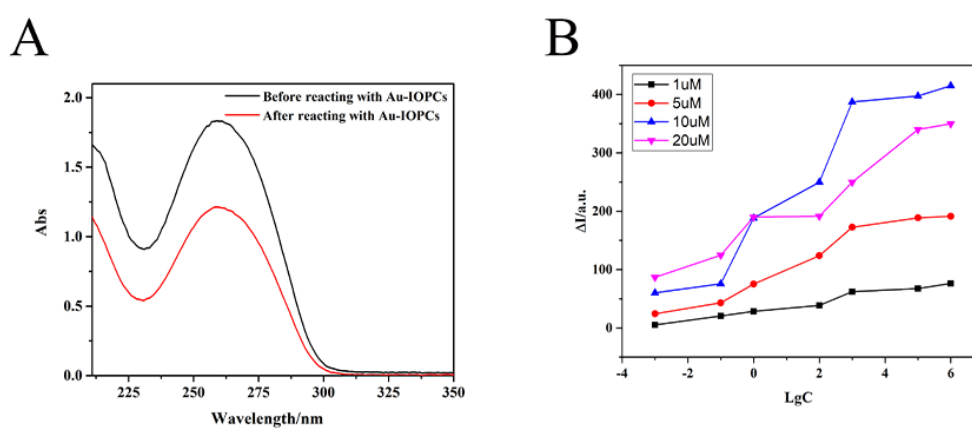 A
Before reacting with Au-IOPCs
After reacting with Au-IOPCs
2.0
1.5
1.0
0.5
0.0
225 250 275 300 325 350
Abs
Wavelength/nm
B
1uM
5uM
10uM
20uM
400
300
200
100
0
-4 -2 0 2 4 6
ΔI/a.u.
LgC